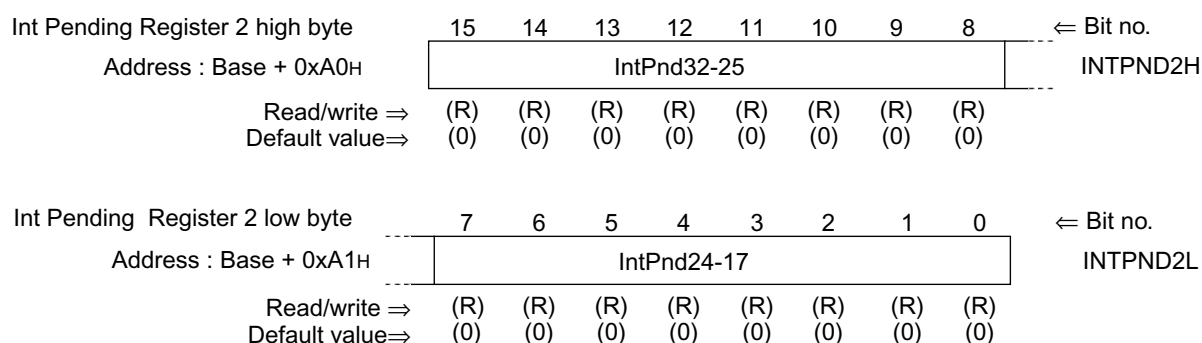 Int Pending Register 2 high byte 15 14 13 12 11 10 9 8 ⇐ Bit no.
Address : Base + 0xA0H IntPnd32-25 INTPND2H
Read/write ⇒ (R) (R) (R) (R) (R) (R) (R) (R)
Default value⇒ (0) (0) (0) (0) (0) (0) (0) (0)
Int Pending Register 2 low byte 7 6 5 4 3 2 1 0 ⇐ Bit no.
Address : Base + 0xA1H IntPnd24-17 INTPND2L
Read/write ⇒ (R) (R) (R) (R) (R) (R) (R) (R)
Default value⇒ (0) (0) (0) (0) (0) (0) (0) (0)